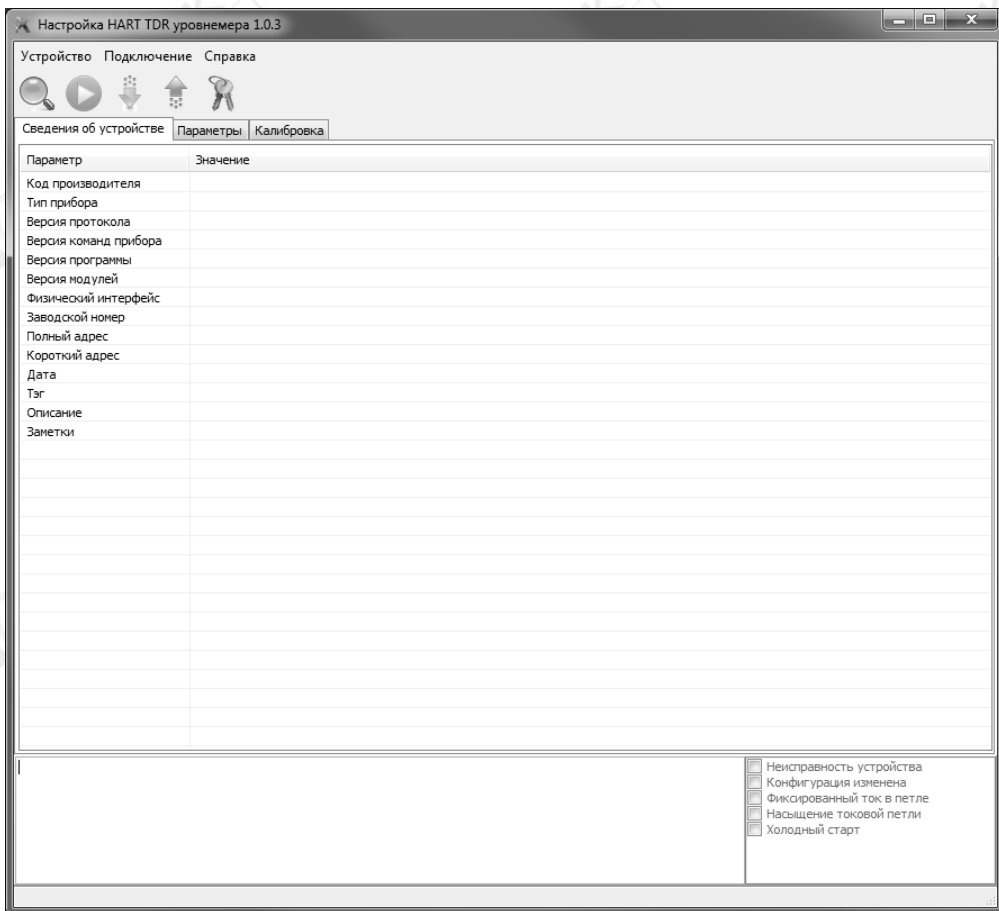 Настройка HART TDR уровнемера 1.0.3
Устройство Подключение Справка
Сведения об устройстве Параметры Калибровка
Параметр Значение
Код производителя
Тип прибора
Версия протокола
Версия команд прибора
Версия программы
Версия модулей
Физический интерфейс
Заводской номер
Полный адрес
Короткий адрес
Дата
Тэг
Описание
Заметки
Неисправность устройства
Конфигурация изменена
Фиксированный ток в петле
Насыщение токовой петли
Холодный старт